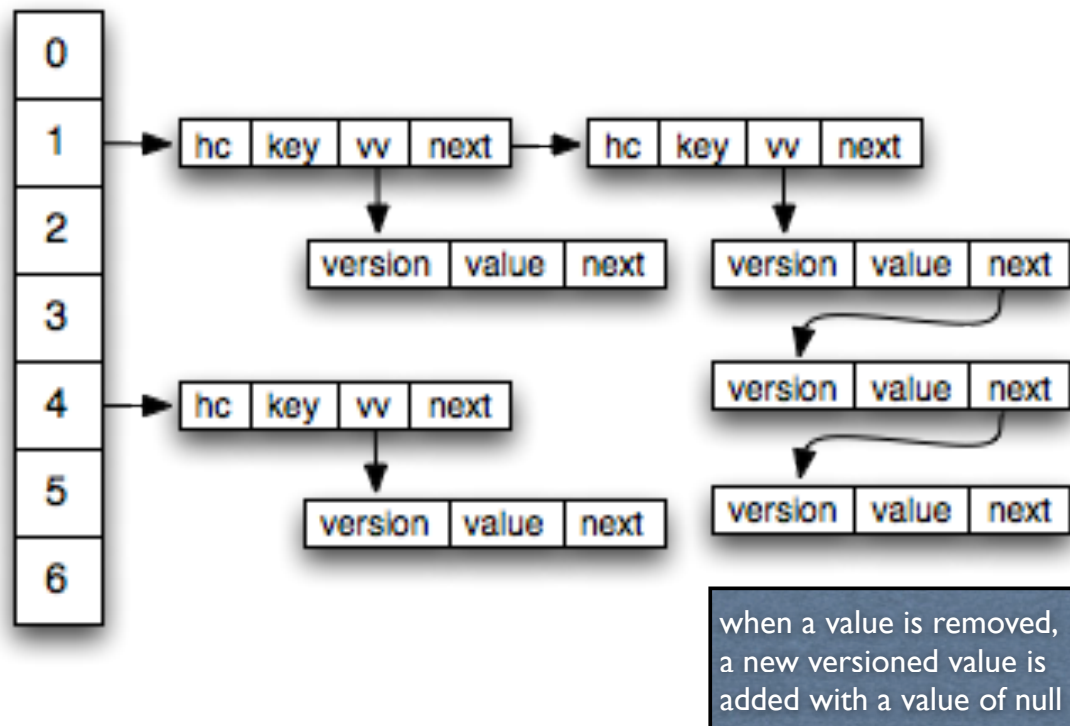 0
1
hc key vv next
hc key vv next
2
version value next
version value next
3
version value next
4
hc key vv next
5
version value next
version value next
6
when a value is removed,
a new versioned value is
added with a value of null